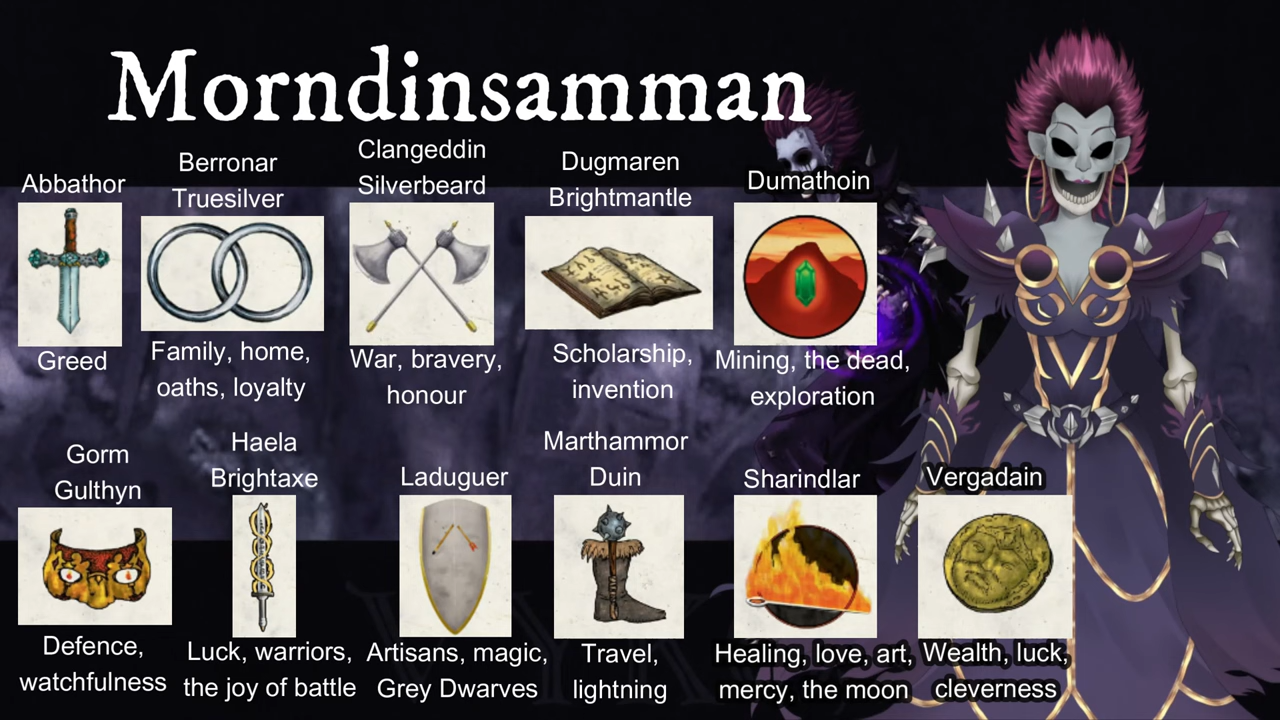 Morndinsamman
Abbathor
Greed
Berronar
Truesilver
Family, home,
oaths, loyalty
Clangeddin
Silverbeard
War, bravery,
honour
Dugmaren
Brightmantle
Scholarship,
invention
Dumathoin
Mining, the dead,
exploration
Gorm
Gulthyn
Defence,
watchfulness
Haela
Brightaxe
Luck, warriors,
the joy of battle
Laduguer
Artisans, magic,
Grey Dwarves
Marthammor
Duin
Travel,
lightning
Sharindlar
Healing, love, art,
mercy, the moon
Vergadain
Wealth, luck,
cleverness